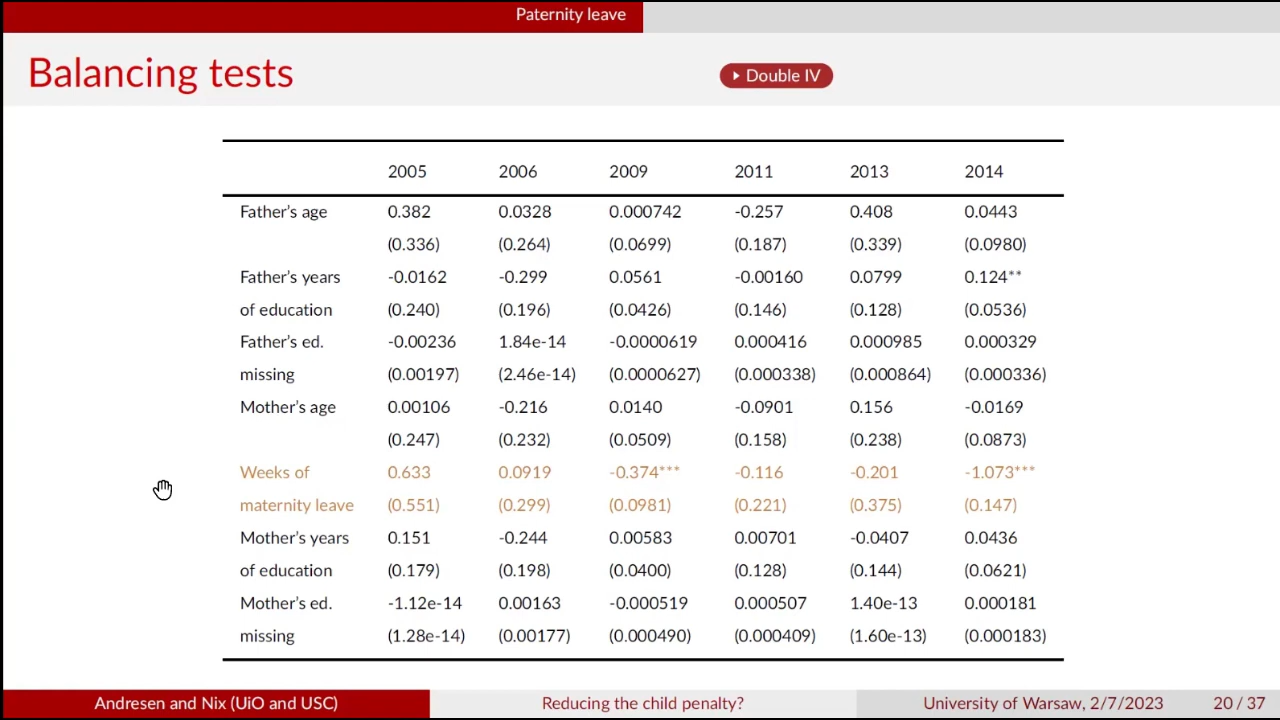 Paternity leave
Balancing tests
Double IV
2005 2006 2009 2011 2013 2014
Father's age 0.382 0.0328 0.000742 -0.257 0.408 0.0443
(0.336) (0.264) (0.0699) (0.187) (0.339) (0.0980)
Father's years -0.0162 -0.299 0.0561 -0.00160 0.0799 0.124**
of education (0.240) (0.196) (0.0426) (0.146) (0.128) (0.0536)
Father's ed. -0.00236 1.84e-14 -0.0000619 0.000416 0.000985 0.000329
missing (0.00197) (2.46e-14) (0.0000627) (0.000338) (0.000864) (0.000336)
Mother's age 0.00106 -0.216 0.0140 -0.0901 0.156 -0.0169
(0.247) (0.232) (0.0509) (0.158) (0.238) (0.0873)
Weeks of 0.633 0.0919 -0.374*** -0.116 -0.201 -1.073***
maternity leave (0.551) (0.299) (0.0981) (0.221) (0.375) (0.147)
Mother's years 0.151 -0.244 0.00583 0.00701 -0.0407 0.0436
of education (0.179) (0.198) (0.0400) (0.128) (0.144) (0.0621)
Mother's ed. -1.12e-14 0.00163 -0.000519 0.000507 1.40e-13 0.000181
missing (1.28e-14) (0.00177) (0.000490) (0.000409) (1.60e-13) (0.000183)
Andresen and Nix (UiO and USC) Reducing the child penalty? University of Warsaw, 2/7/2023 20 / 37